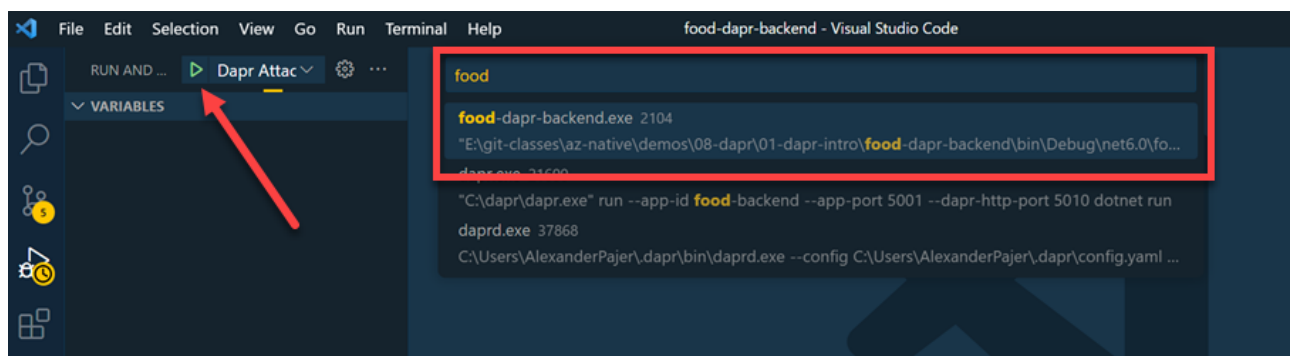 File Edit Selection View Go Run Terminal Help food-dapr-backend - Visual Studio Code
RUN AND ... Dapr Attac
VARIABLES
food
food-dapr-backend.exe 2104
"E:\git-classes\az-native\demos\08-dapr\01-dapr-intro\food-dapr-backend\bin\Debug\net6.0\fo...
dapr.exe 21600
"C:\dapr\dapr.exe" run --app-id food-backend --app-port 5001 --dapr-http-port 5010 dotnet run
daprd.exe 37868
C:\Users\AlexanderPajer\.dapr\bin\daprd.exe --config C:\Users\AlexanderPajer\.dapr\config.yaml ...
5